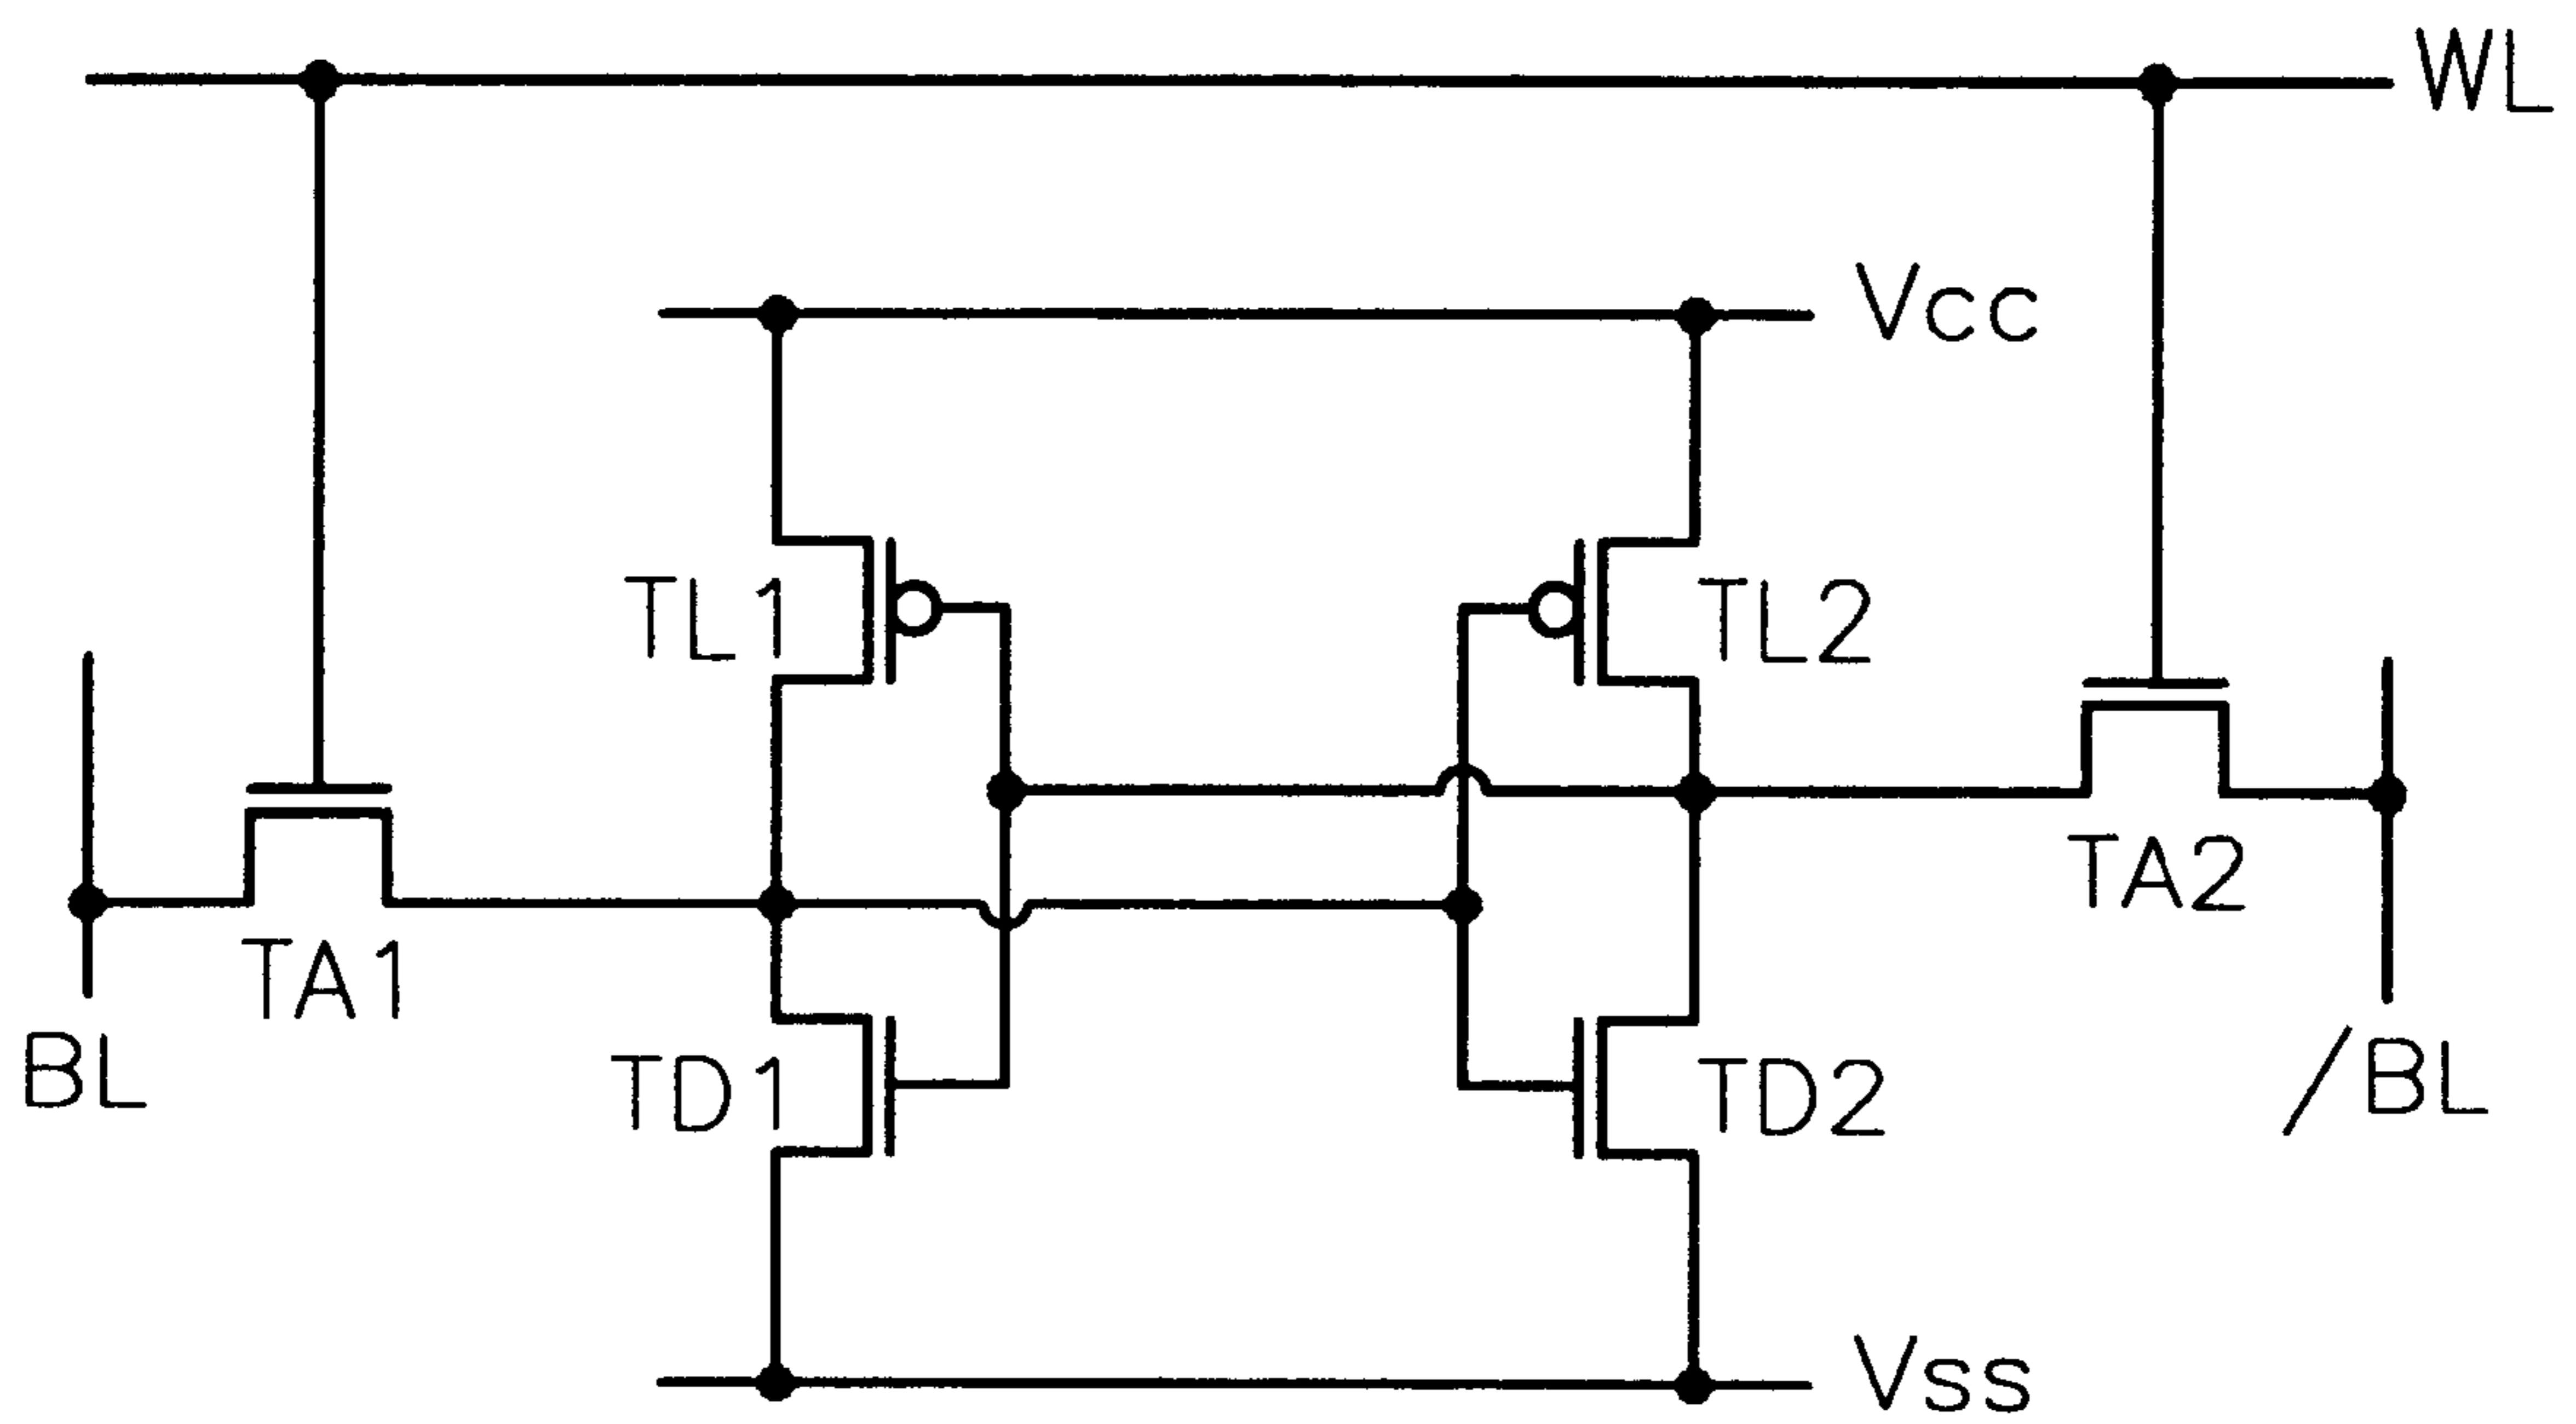 WL
Vcc
TL1
TL2
TA2
TA1
BL
TD1
TD2
/BL
Vss